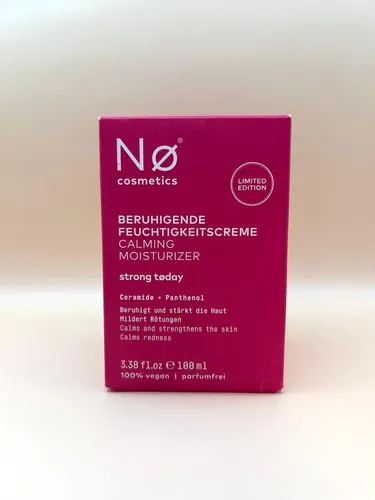 Nø®
cosmetics
LIMITED
EDITION
BERUHIGENDE
FEUCHTIGKEITSCREME
CALMING
MOISTURIZER
strong tøday
Ceramide + Panthenol
Beruhigt und stärkt die Haut
Mildert Rötungen
Calms and strengthens the skin
Calms redness
3.38 fl.oz ℮ 100 ml
100% vegan | parfumfrei